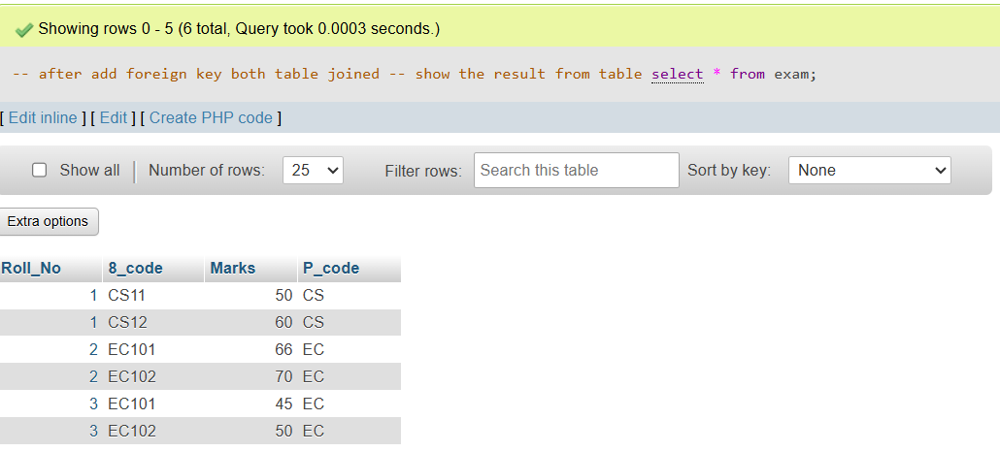 Showing rows 0 - 5 (6 total, Query took 0.0003 seconds.)
-- after add foreign key both table joined -- show the result from table select * from exam;
[ Edit inline ] [ Edit ] [ Create PHP code ]
Show all Number of rows: 25 Filter rows: Search this table Sort by key: None
Extra options
Roll_No 8_code Marks P_code
1 CS11 50 CS
1 CS12 60 CS
2 EC101 66 EC
2 EC102 70 EC
3 EC101 45 EC
3 EC102 50 EC